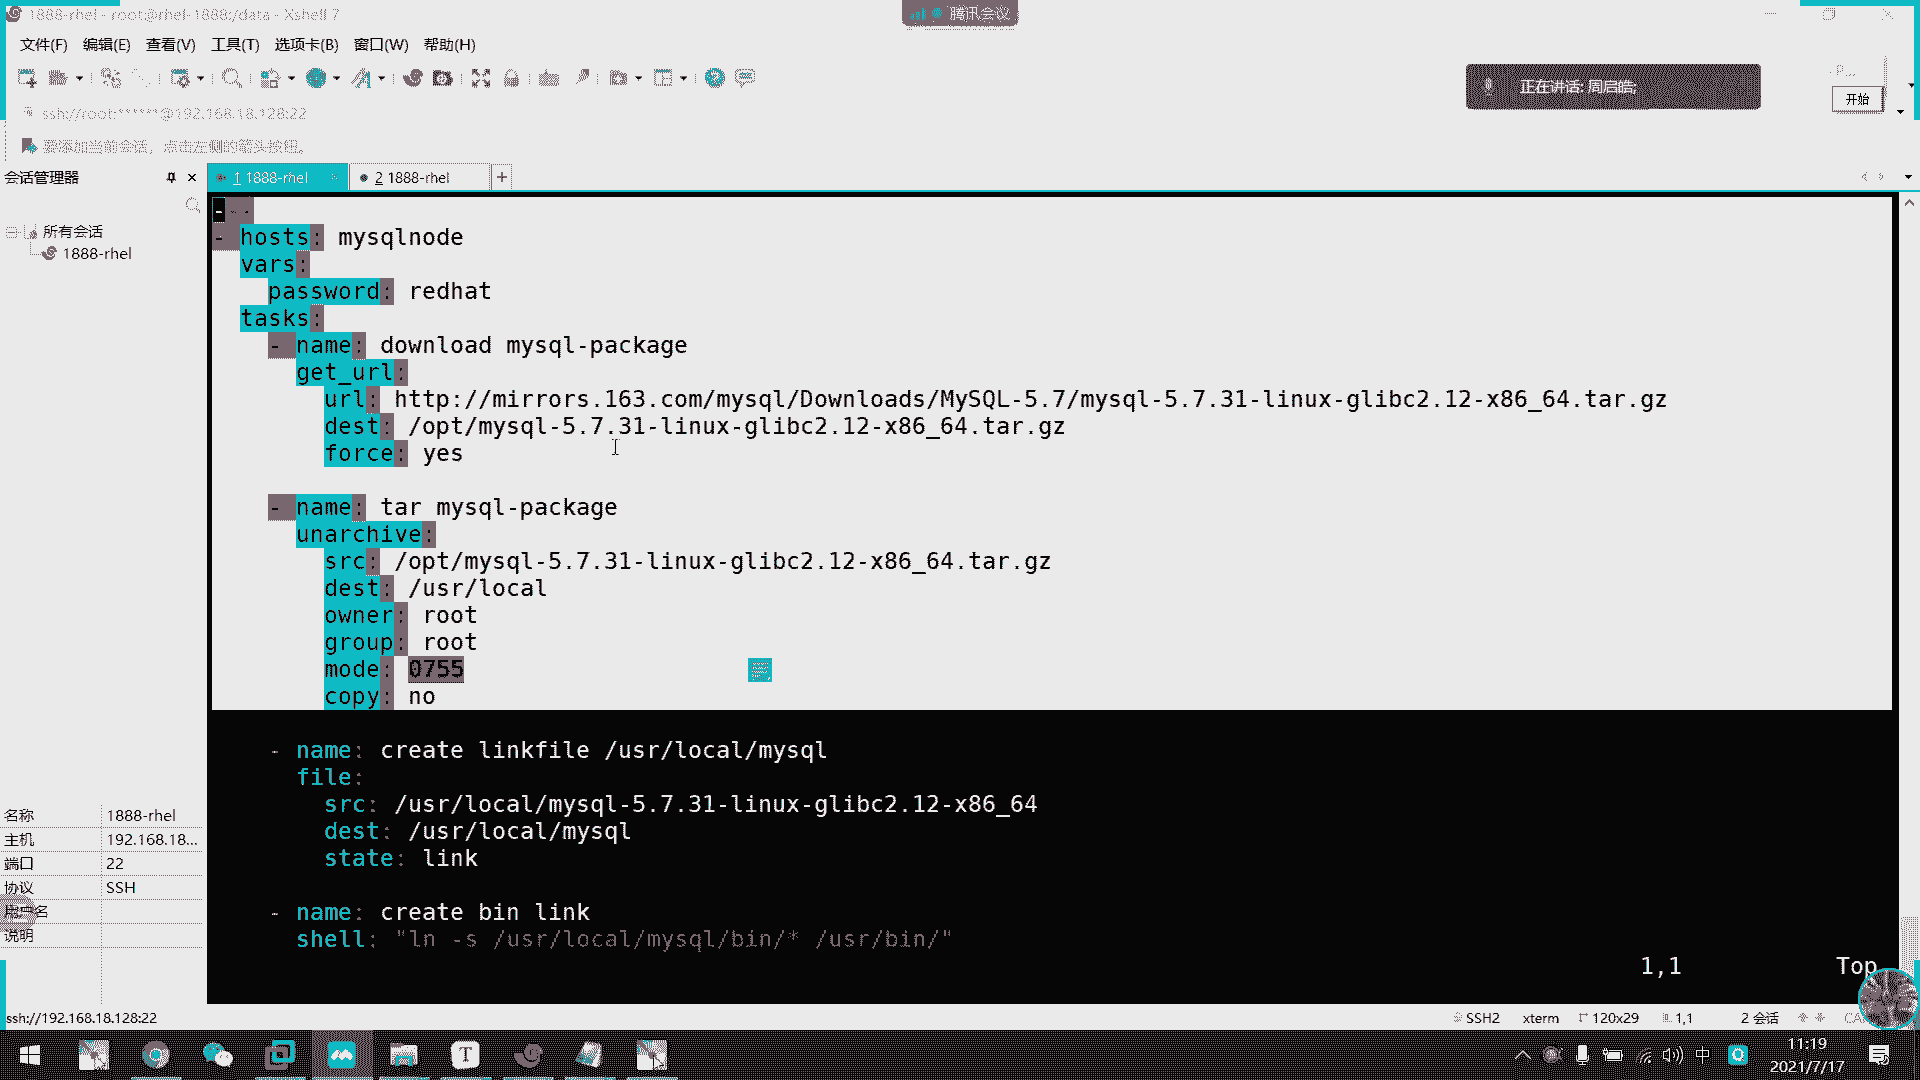 1888-rhel - root@rhel-1888:/data - Xshell 7
腾讯会议
文件(F) 编辑(E) 查看(V) 工具(T) 选项卡(B) 窗口(W) 帮助(H)
正在讲话: 周启皓;
开始
ssh://root:******@192.168.18.128:22
要添加当前会话，点击左侧的箭头按钮。
会话管理器
1 1888-rhel
2 1888-rhel
所有会话
1888-rhel
---
- hosts: mysqlnode
vars:
password: redhat
tasks:
- name: download mysql-package
get_url:
url: http://mirrors.163.com/mysql/Downloads/MySQL-5.7/mysql-5.7.31-linux-glibc2.12-x86_64.tar.gz
dest: /opt/mysql-5.7.31-linux-glibc2.12-x86_64.tar.gz
force: yes
- name: tar mysql-package
unarchive:
src: /opt/mysql-5.7.31-linux-glibc2.12-x86_64.tar.gz
dest: /usr/local
owner: root
group: root
mode: 0755
copy: no
- name: create linkfile /usr/local/mysql
file:
src: /usr/local/mysql-5.7.31-linux-glibc2.12-x86_64
dest: /usr/local/mysql
state: link
- name: create bin link
shell: "ln -s /usr/local/mysql/bin/* /usr/bin/"
1,1 Top
名称 1888-rhel
主机 192.168.18...
端口 22
协议 SSH
用户名
说明
ssh://192.168.18.128:22
SSH2 xterm 120x29 1,1 2 会话
中
11:19
2021/7/17